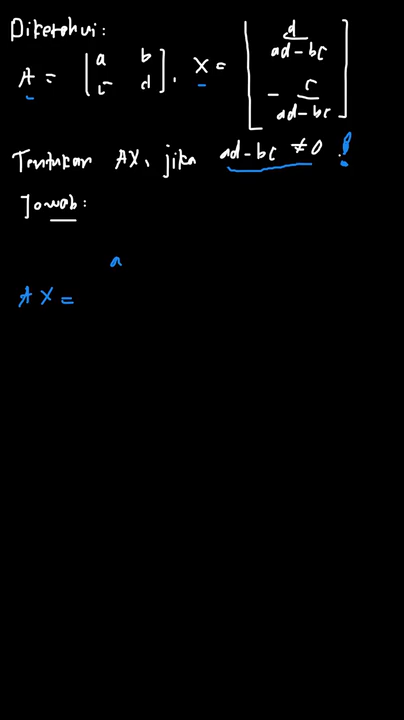 Diketahui:
A = [a b
c d], X = [d/ad-bc
- c/ad-bc]
Tentukan AX, jika ad-bc ≠ 0 !
Jawab:
a
AX =